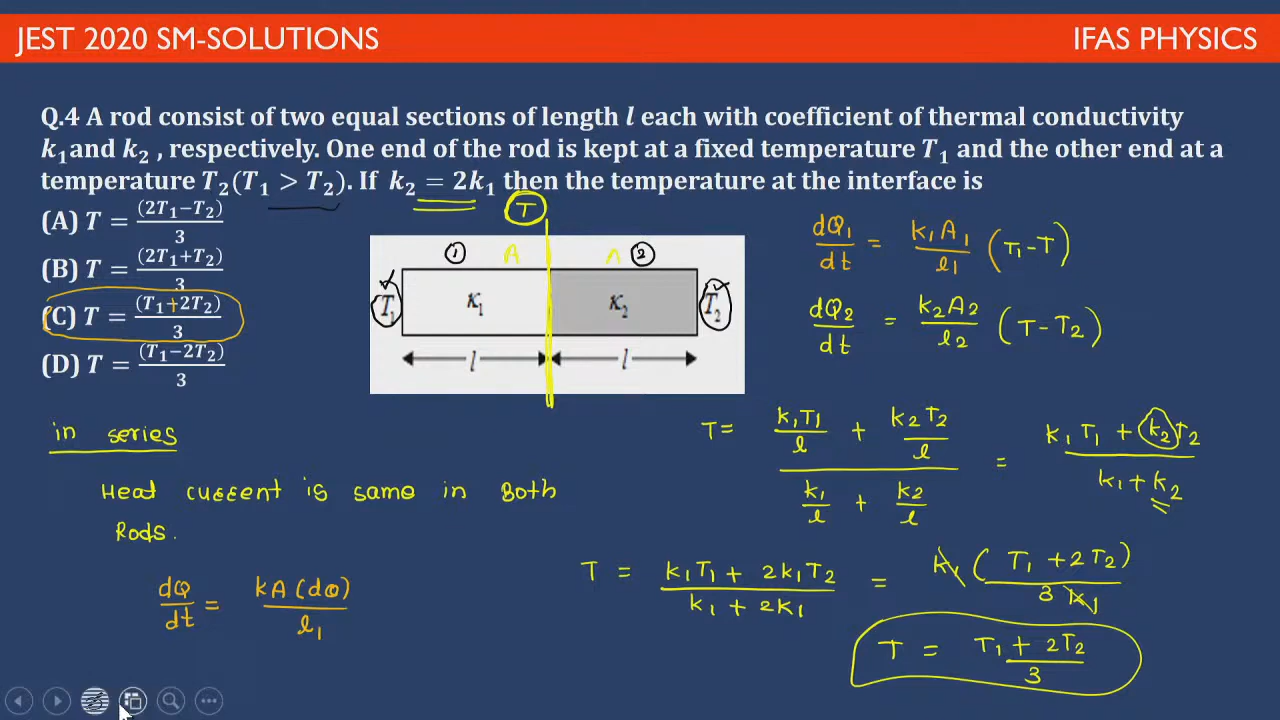 JEST 2020 SM-SOLUTIONS
IFAS PHYSICS
Q.4 A rod consist of two equal sections of length l each with coefficient of thermal conductivity
k₁and k₂ , respectively. One end of the rod is kept at a fixed temperature T₁ and the other end at a
temperature T₂(T₁ > T₂). If k₂ = 2k₁ then the temperature at the interface is
(A) T = (2T₁−T₂)/3
(B) T = (2T₁+T₂)/3
(C) T = (T₁+2T₂)/3
(D) T = (T₁−2T₂)/3
T
① A A ②
T₁ K₁ K₂ T₂
l l
dQ₁/dt = k₁A₁/l₁ (T₁-T)
dQ₂/dt = k₂A₂/l₂ (T-T₂)
in series
Heat current is same in Both
Rods.
dQ/dt = kA(dθ)/l₁
T = (k₁T₁/l + k₂T₂/l)/(k₁/l + k₂/l) = (k₁T₁ + k₂T₂)/(k₁+k₂)
T = (k₁T₁ + 2k₁T₂)/(k₁ + 2k₁) = k₁(T₁+2T₂)/3k₁
T = (T₁ + 2T₂)/3